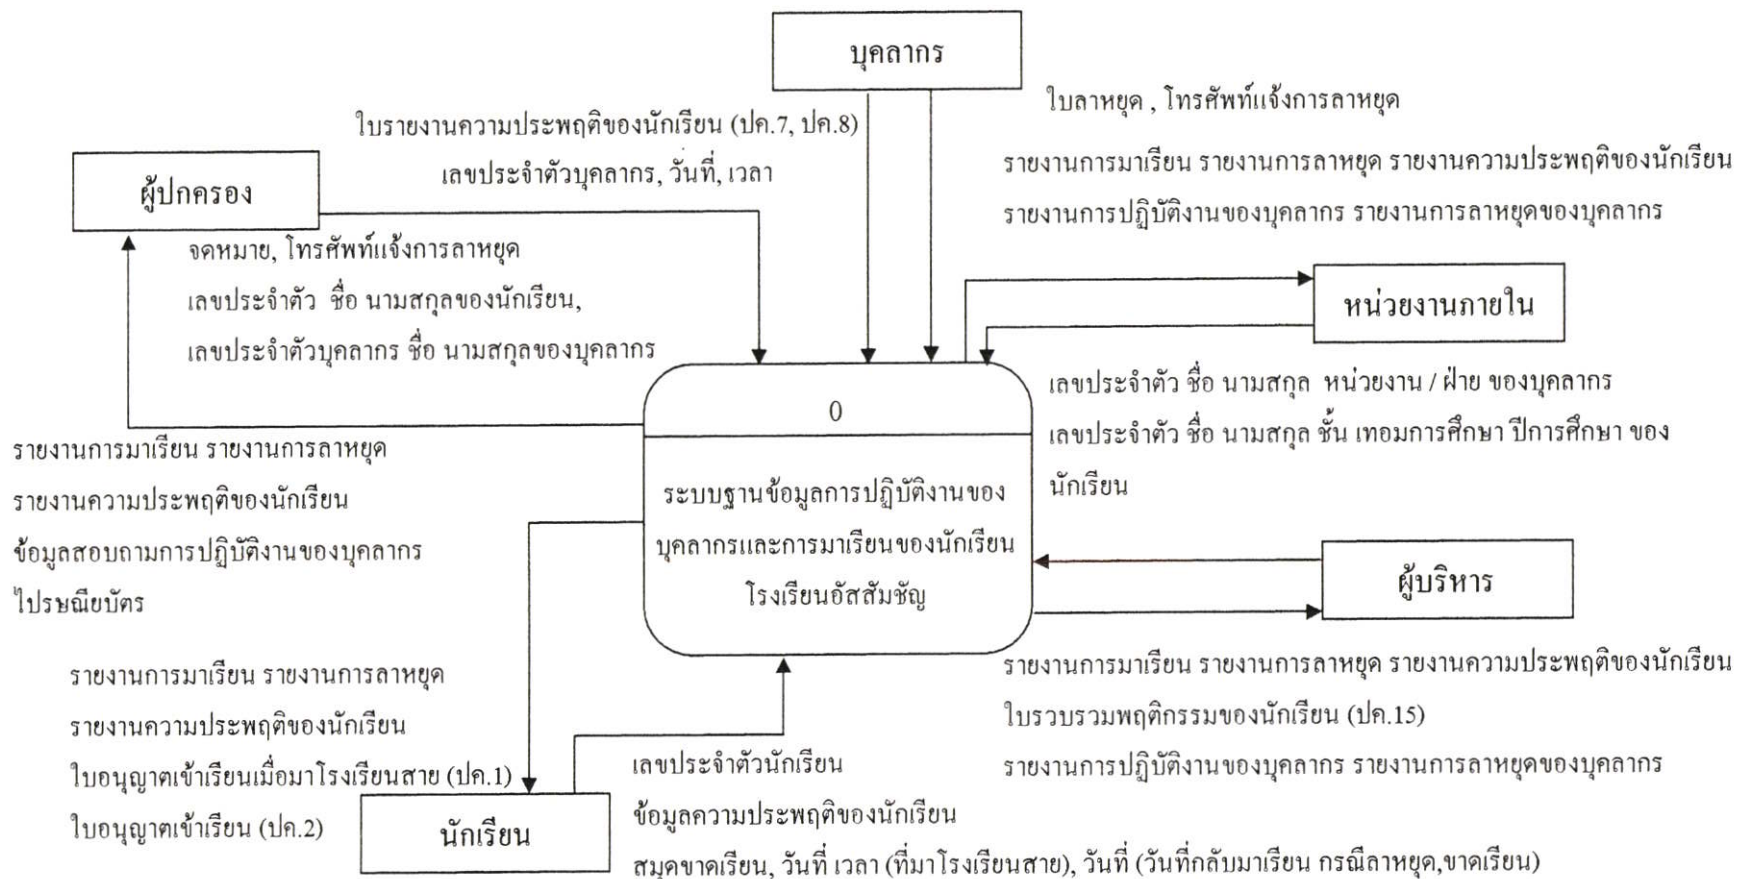 บุคลากร
ใบลาหยุด , โทรศัพท์แจ้งการลาหยุด
ใบรายงานความประพฤติของนักเรียน (ปค.7, ปค.8)
เลขประจำตัวบุคลากร, วันที่, เวลา
รายงานการมาเรียน รายงานการลาหยุด รายงานความประพฤติของนักเรียน
รายงานการปฏิบัติงานของบุคลากร รายงานการลาหยุดของบุคลากร
ผู้ปกครอง
จดหมาย, โทรศัพท์แจ้งการลาหยุด
เลขประจำตัว ชื่อ นามสกุลของนักเรียน,
เลขประจำตัวบุคลากร ชื่อ นามสกุลของบุคลากร
หน่วยงานภายใน
เลขประจำตัว ชื่อ นามสกุล หน่วยงาน / ฝ่าย ของบุคลากร
เลขประจำตัว ชื่อ นามสกุล ชั้น เทอมการศึกษา ปีการศึกษา ของ
นักเรียน
0
ระบบฐานข้อมูลการปฏิบัติงานของ
บุคลากรและการมาเรียนของนักเรียน
โรงเรียนอัสสัมชัญ
รายงานการมาเรียน รายงานการลาหยุด
รายงานความประพฤติของนักเรียน
ข้อมูลสอบถามการปฏิบัติงานของบุคลากร
ไปรษณียบัตร
ผู้บริหาร
รายงานการมาเรียน รายงานการลาหยุด รายงานความประพฤติของนักเรียน
ใบรวบรวมพฤติกรรมของนักเรียน (ปค.15)
รายงานการปฏิบัติงานของบุคลากร รายงานการลาหยุดของบุคลากร
รายงานการมาเรียน รายงานการลาหยุด
รายงานความประพฤติของนักเรียน
ใบอนุญาตเข้าเรียนเมื่อมาโรงเรียนสาย (ปค.1)
ใบอนุญาตเข้าเรียน (ปค.2)
นักเรียน
เลขประจำตัวนักเรียน
ข้อมูลความประพฤติของนักเรียน
สมุดขาดเรียน, วันที่ เวลา (ที่มาโรงเรียนสาย), วันที่ (วันที่กลับมาเรียน กรณีลาหยุด,ขาดเรียน)